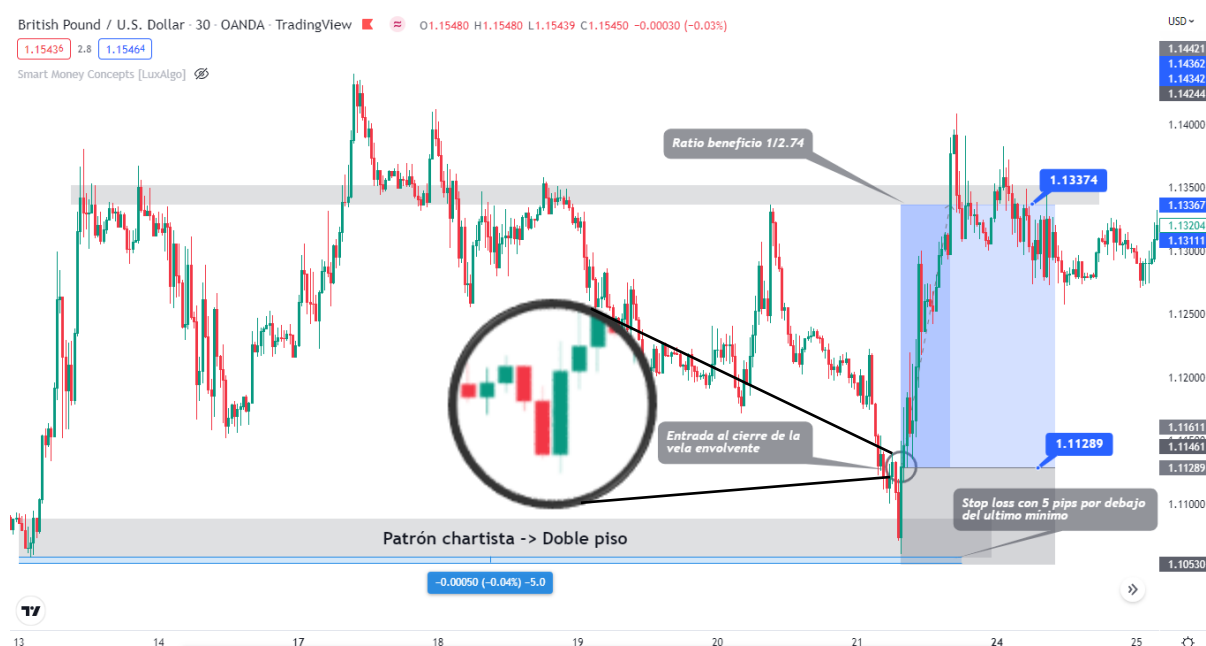 British Pound / U.S. Dollar · 30 · OANDA · TradingView ≈ O1.15480 H1.15480 L1.15439 C1.15450 −0.00030 (−0.03%)
USD
1.15436 2.8 1.15464
Smart Money Concepts [LuxAlgo]
1.14421
1.14362
1.14342
1.14244
1.14000
Ratio beneficio 1/2.74
1.13500
1.13374
1.13367
1.13204
1.13111
1.13000
1.12500
1.12000
1.11611
1.11500
1.11461
Entrada al cierre de la
vela envolvente
1.11289
1.11289
Stop loss con 5 pips por debajo
del ultimo mínimo
1.11000
Patrón chartista -> Doble piso
1.10530
−0.00050 (−0.04%) −5.0
13 14 17 18 19 20 21 24 25